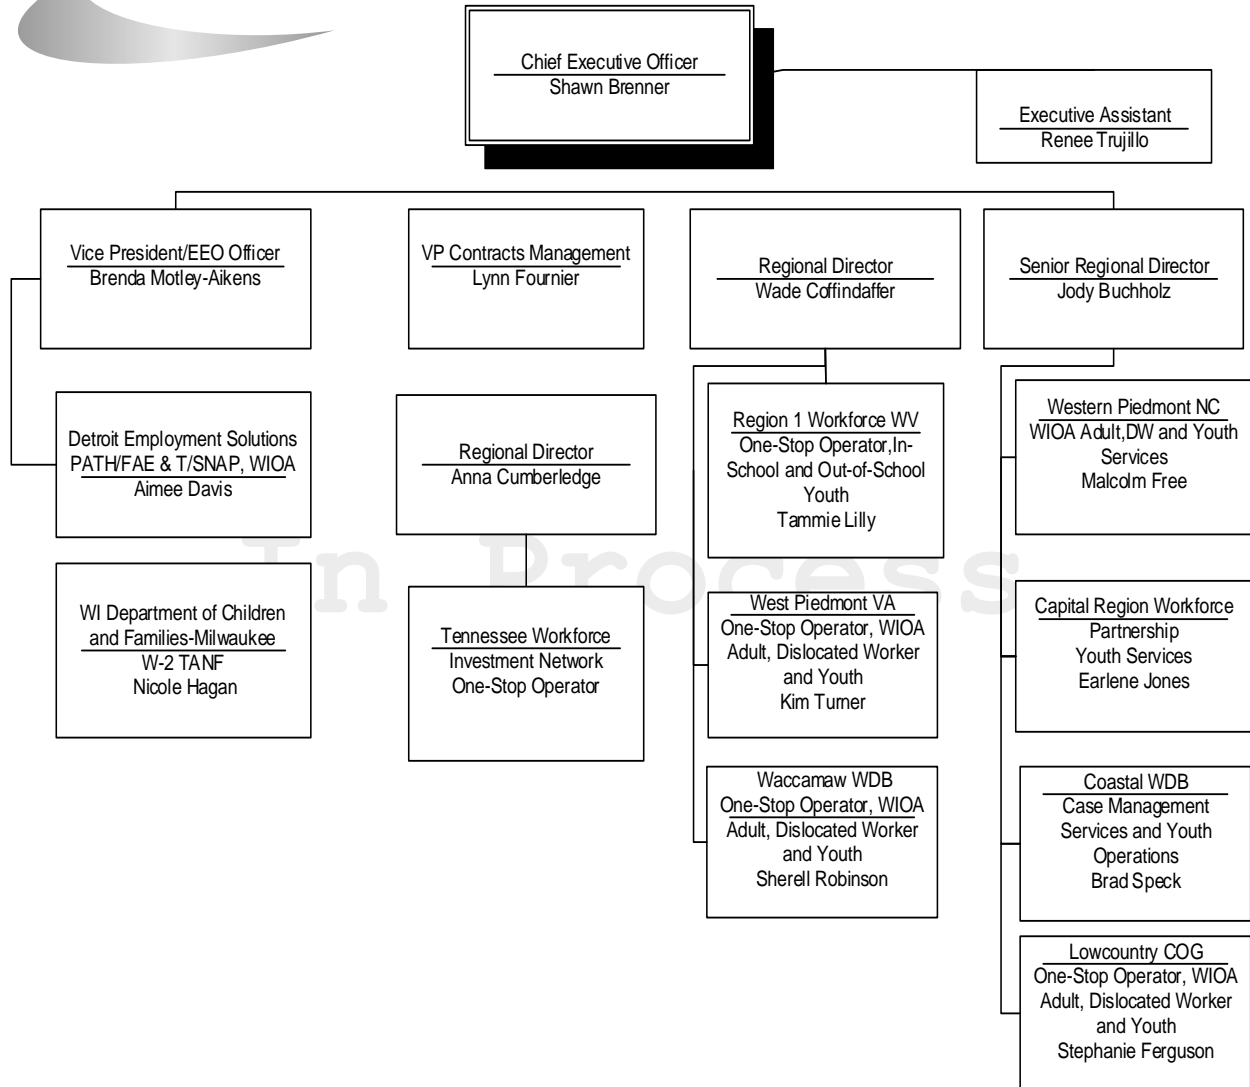 Chief Executive Officer
Shawn Brenner
Executive Assistant
Renee Trujillo
Vice President/EEO Officer
Brenda Motley-Aikens
VP Contracts Management
Lynn Fournier
Regional Director
Wade Coffindaffer
Senior Regional Director
Jody Buchholz
Detroit Employment Solutions
PATH/FAE & T/SNAP, WIOA
Aimee Davis
WI Department of Children
and Families-Milwaukee
W-2 TANF
Nicole Hagan
Regional Director
Anna Cumberledge
Tennessee Workforce
Investment Network
One-Stop Operator
Region 1 Workforce WV
One-Stop Operator,In-
School and Out-of-School
Youth
Tammie Lilly
West Piedmont VA
One-Stop Operator, WIOA
Adult, Dislocated Worker
and Youth
Kim Turner
Waccamaw WDB
One-Stop Operator, WIOA
Adult, Dislocated Worker
and Youth
Sherell Robinson
Western Piedmont NC
WIOA Adult,DW and Youth
Services
Malcolm Free
Capital Region Workforce
Partnership
Youth Services
Earlene Jones
Coastal WDB
Case Management
Services and Youth
Operations
Brad Speck
Lowcountry COG
One-Stop Operator, WIOA
Adult, Dislocated Worker
and Youth
Stephanie Ferguson
In Process